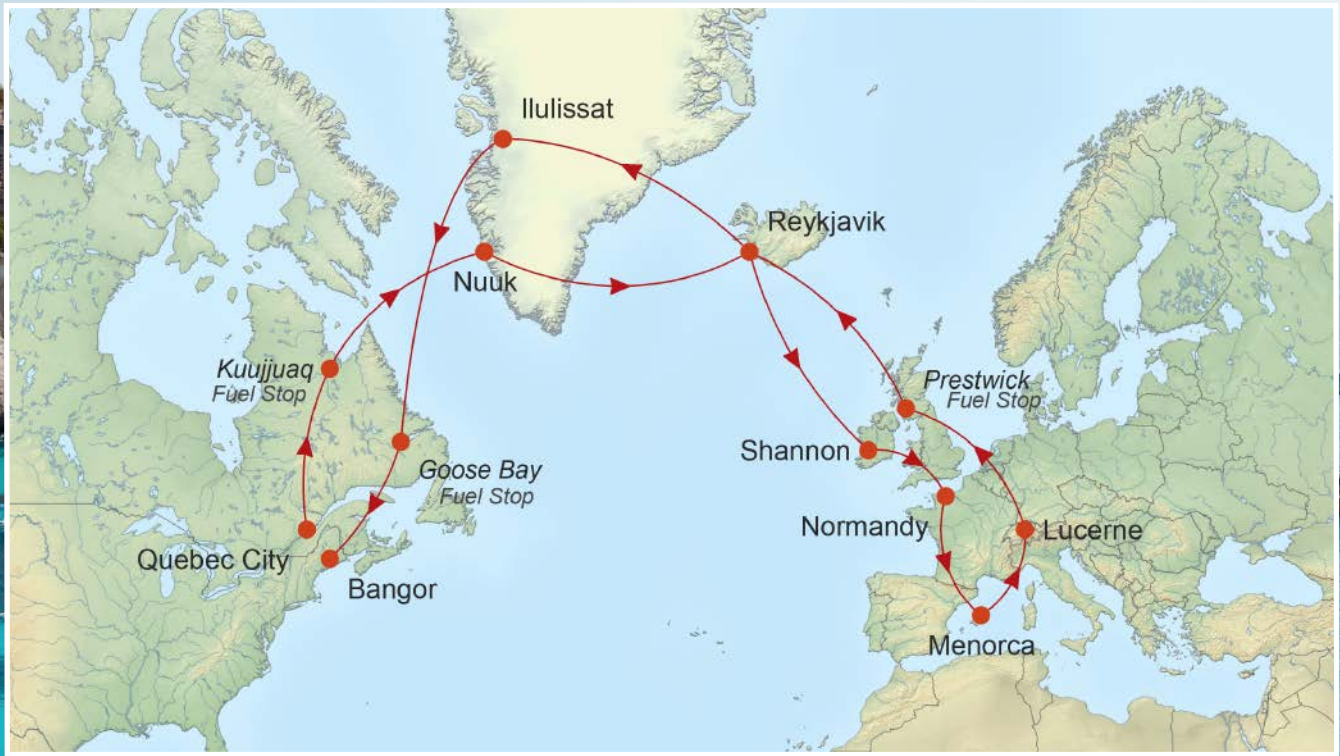 Ilulissat
Reykjavik
Nuuk
Kuujjuaq
Fuel Stop
Prestwick
Fuel Stop
Shannon
Goose Bay
Fuel Stop
Normandy
Lucerne
Quebec City
Bangor
Menorca